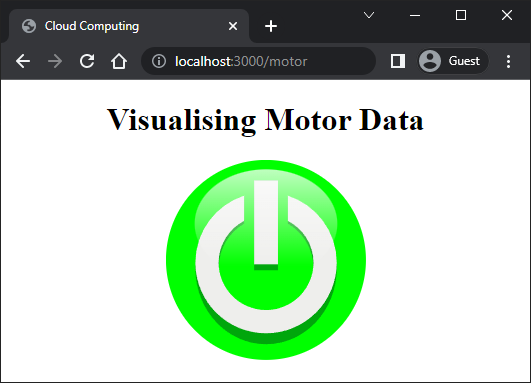 Cloud Computing
localhost:3000/motor
Guest
Visualising Motor Data